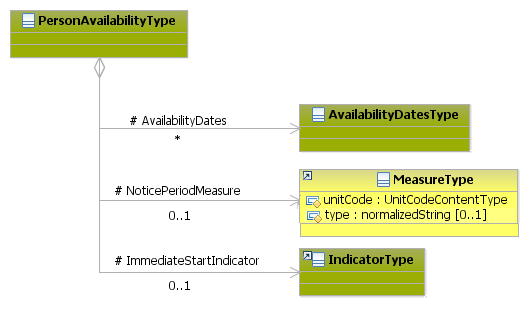 PersonAvailabilityType
# AvailabilityDates
*
AvailabilityDatesType
# NoticePeriodMeasure
0..1
MeasureType
unitCode : UnitCodeContentType
type : normalizedString [0..1]
# ImmediateStartIndicator
0..1
IndicatorType